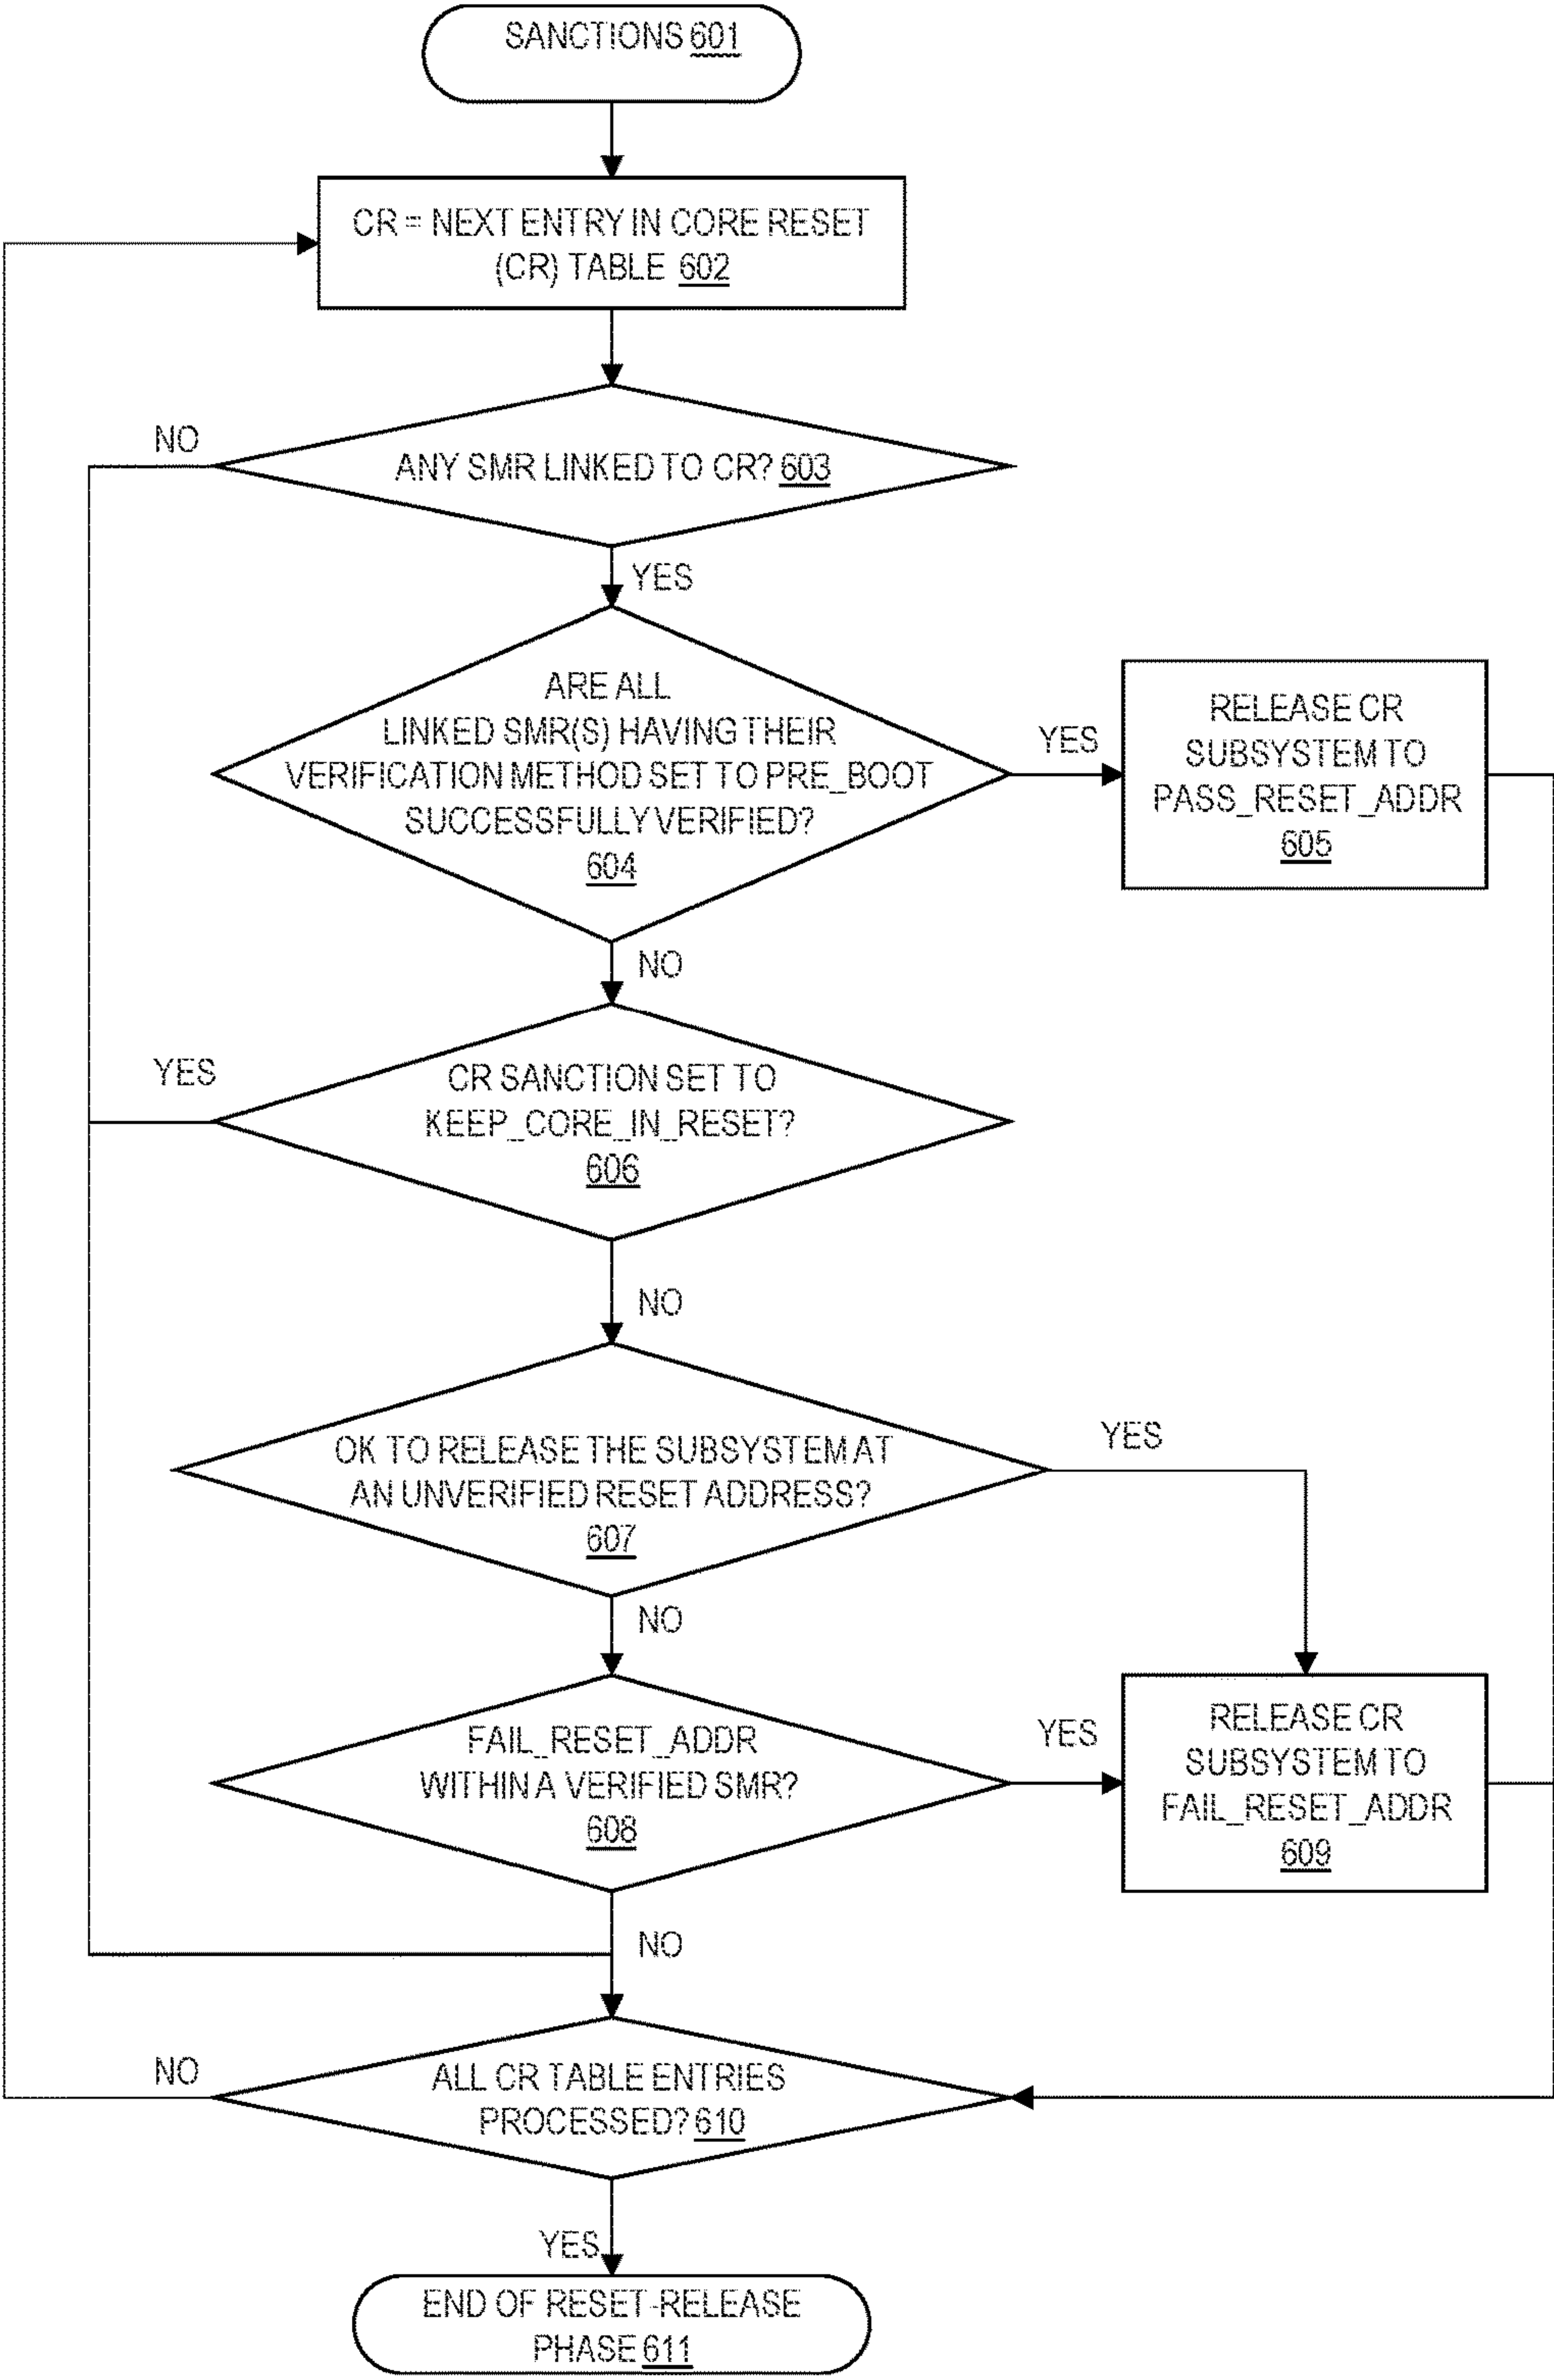 SANCTIONS 601
CR = NEXT ENTRY IN CORE RESET
(CR) TABLE 602
NO
ANY SMR LINKED TO CR? 603
YES
ARE ALL
LINKED SMR(S) HAVING THEIR
VERIFICATION METHOD SET TO PRE_BOOT
SUCCESSFULLY VERIFIED?
604
YES
RELEASE CR
SUBSYSTEM TO
PASS_RESET_ADDR
605
NO
YES
CR SANCTION SET TO
KEEP_CORE_IN_RESET?
606
NO
OK TO RELEASE THE SUBSYSTEM AT
AN UNVERIFIED RESET ADDRESS?
607
YES
NO
FAIL_RESET_ADDR
WITHIN A VERIFIED SMR?
608
YES
RELEASE CR
SUBSYSTEM TO
FAIL_RESET_ADDR
609
NO
NO
ALL CR TABLE ENTRIES
PROCESSED? 610
YES
END OF RESET-RELEASE
PHASE 611